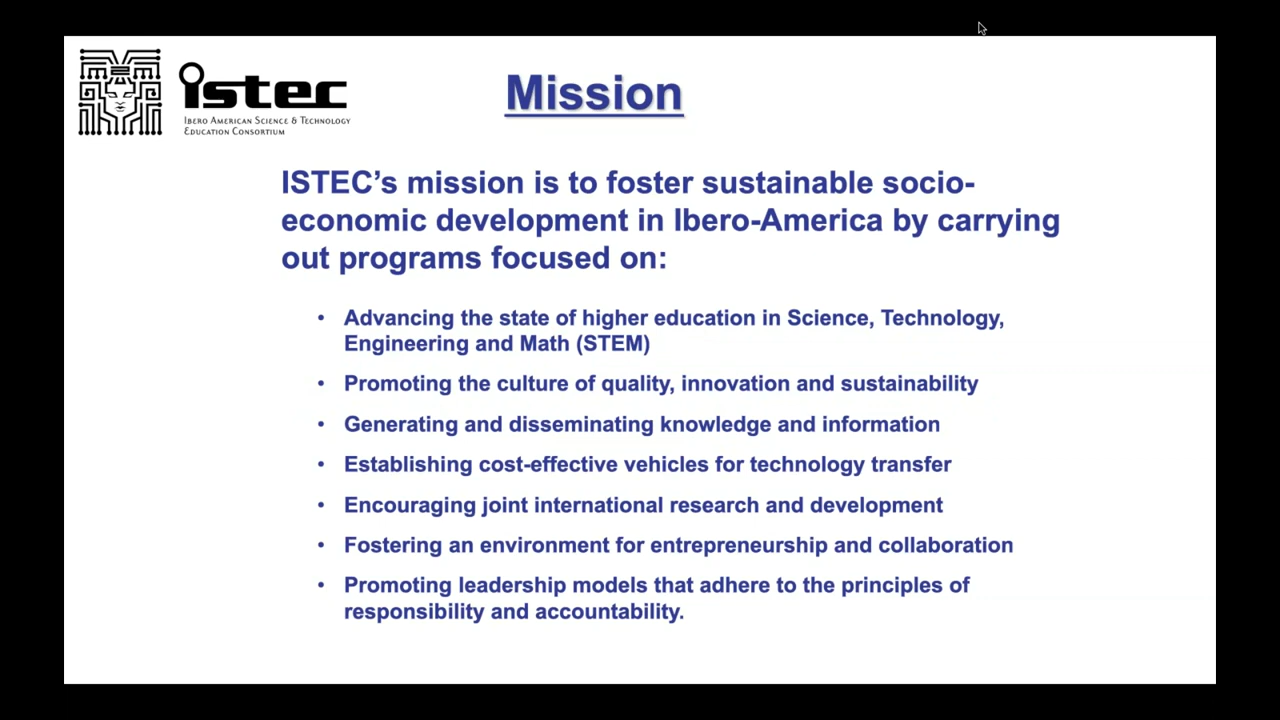 istec
Ibero American Science & Technology
Education Consortium
Mission
ISTEC’s mission is to foster sustainable socio-
economic development in Ibero-America by carrying
out programs focused on:
• Advancing the state of higher education in Science, Technology,
Engineering and Math (STEM)
• Promoting the culture of quality, innovation and sustainability
• Generating and disseminating knowledge and information
• Establishing cost-effective vehicles for technology transfer
• Encouraging joint international research and development
• Fostering an environment for entrepreneurship and collaboration
• Promoting leadership models that adhere to the principles of
responsibility and accountability.